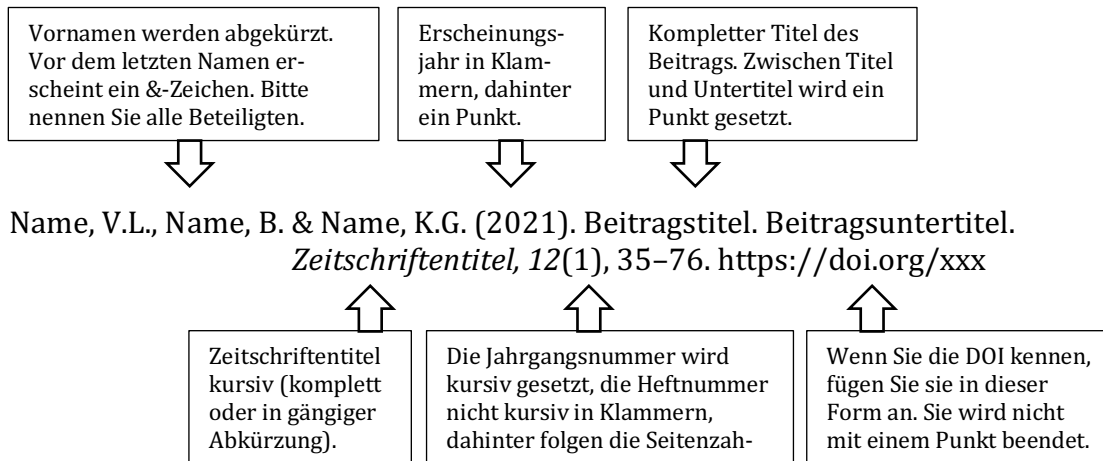 Vornamen werden abgekürzt.
Vor dem letzten Namen er-
scheint ein &-Zeichen. Bitte
nennen Sie alle Beteiligten.
Erscheinungs-
jahr in Klam-
mern, dahinter
ein Punkt.
Kompletter Titel des
Beitrags. Zwischen Titel
und Untertitel wird ein
Punkt gesetzt.
Name, V.L., Name, B. & Name, K.G. (2021). Beitragstitel. Beitragsuntertitel.
Zeitschriftentitel, 12(1), 35–76. https://doi.org/xxx
Zeitschriftentitel
kursiv (komplett
oder in gängiger
Abkürzung).
Die Jahrgangsnummer wird
kursiv gesetzt, die Heftnummer
nicht kursiv in Klammern,
dahinter folgen die Seitenzah-
Wenn Sie die DOI kennen,
fügen Sie sie in dieser
Form an. Sie wird nicht
mit einem Punkt beendet.